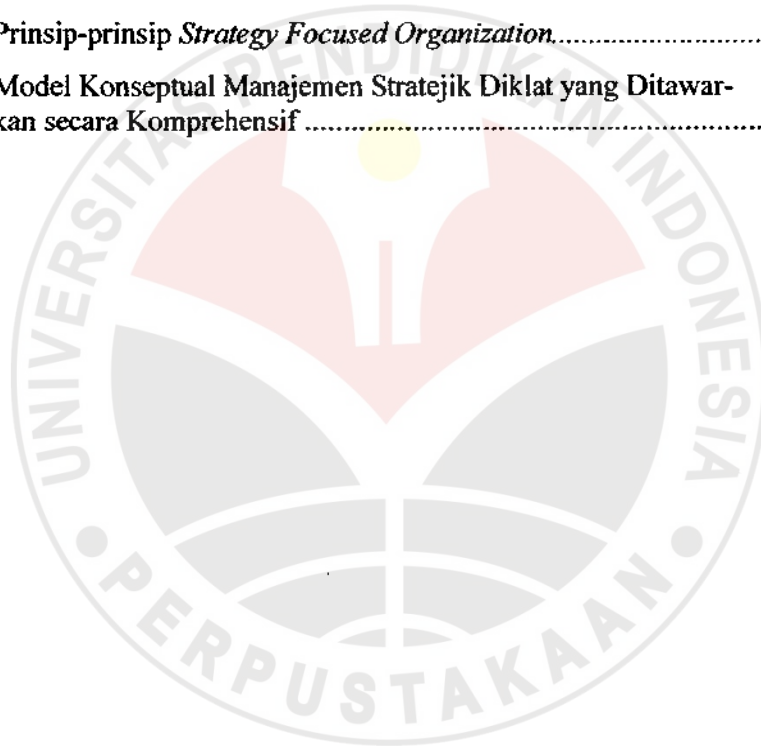 Prinsip-prinsip Strategy Focused Organization..............................
Model Konseptual Manajemen Stratejik Diklat yang Ditawar-
kan secara Komprehensif ............................................................
UNIVERSITAS PENDIDIKAN INDONESIA
PERPUSTAKAAN